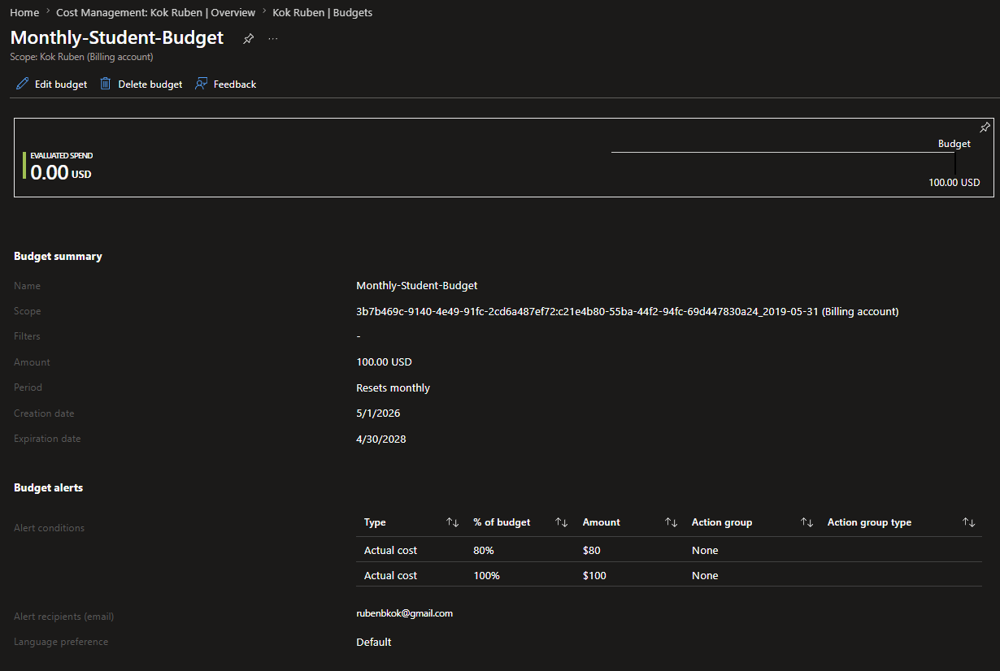 Home > Cost Management: Kok Ruben | Overview > Kok Ruben | Budgets
Monthly-Student-Budget ...
Scope: Kok Ruben (Billing account)
Edit budget Delete budget Feedback
Budget
EVALUATED SPEND
0.00 USD
100.00 USD
Budget summary
Name Monthly-Student-Budget
Scope 3b7b469c-9140-4e49-91fc-2cd6a487ef72:c21e4b80-55ba-44f2-94fc-69d447830a24_2019-05-31 (Billing account)
Filters -
Amount 100.00 USD
Period Resets monthly
Creation date 5/1/2026
Expiration date 4/30/2028
Budget alerts
Alert conditions
Type ↑↓ % of budget ↑↓ Amount ↑↓ Action group ↑↓ Action group type ↑↓
Actual cost 80% $80 None
Actual cost 100% $100 None
Alert recipients (email) rubenbkok@gmail.com
Language preference Default